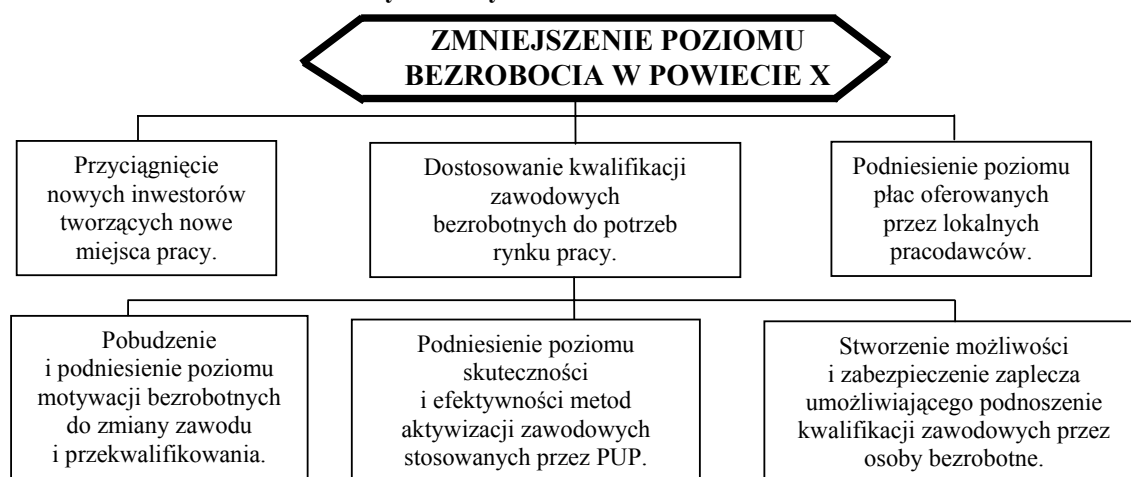 ZMNIEJSZENIE POZIOMU
BEZROBOCIA W POWIECIE X
Przyciągnięcie
nowych inwestorów
tworzących nowe
miejsca pracy.
Dostosowanie kwalifikacji
zawodowych
bezrobotnych do potrzeb
rynku pracy.
Podniesienie poziomu
płac oferowanych
przez lokalnych
pracodawców.
Pobudzenie
i podniesienie poziomu
motywacji bezrobotnych
do zmiany zawodu
i przekwalifikowania.
Podniesienie poziomu
skuteczności
i efektywności metod
aktywizacji zawodowych
stosowanych przez PUP.
Stworzenie możliwości
i zabezpieczenie zaplecza
umożliwiającego podnoszenie
kwalifikacji zawodowych przez
osoby bezrobotne.